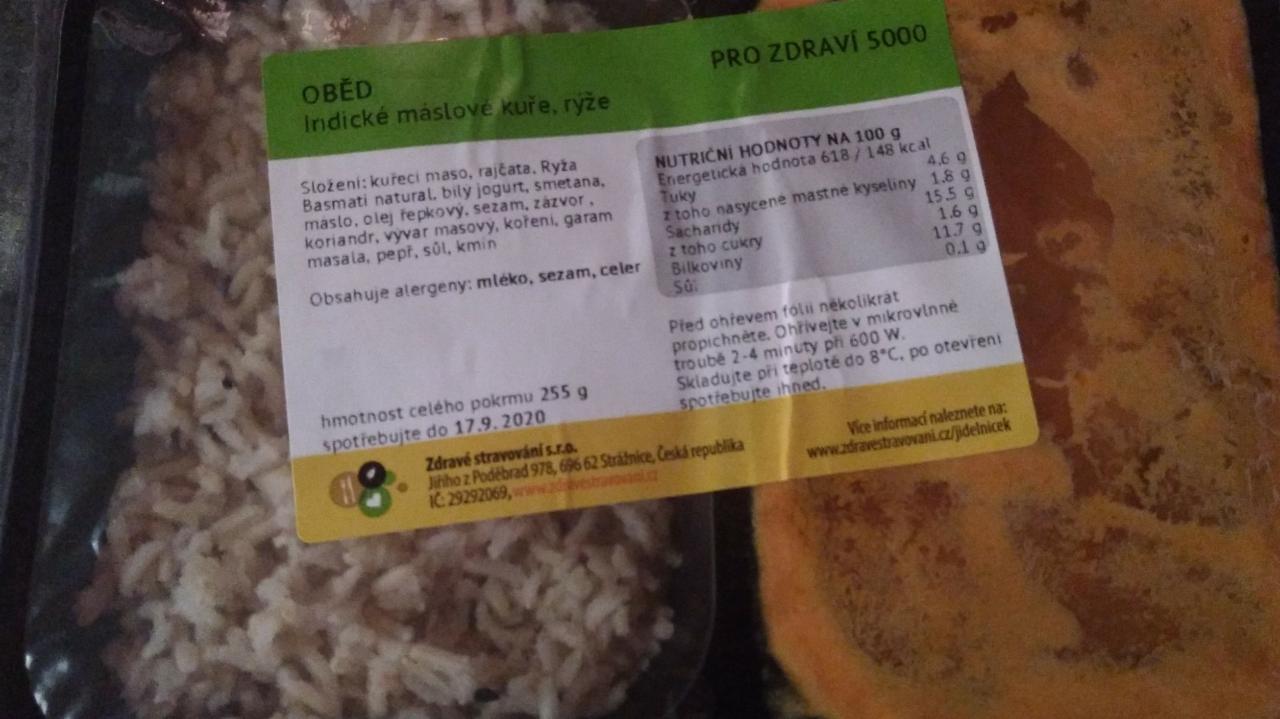 OBĚD
Indické máslové kuře, rýže
PRO ZDRAVÍ 5000
Složení: kuřecí maso, rajčata, Ryža
Basmati natural, bílý jogurt, smetana,
máslo, olej řepkový, sezam, zázvor ,
koriandr, vývar masový, koření, garam
masala, pepř, sůl, kmín
Obsahuje alergeny: mléko, sezam, celer
hmotnost celého pokrmu 255 g
spotřebujte do 17.9.2020
NUTRIČNÍ HODNOTY NA 100 g
Energetická hodnota 618 / 148 kcal
Tuky 4,6 g
z toho nasycené mastné kyseliny 1.8 g
Sacharidy 15.5 g
z toho cukry 1.6 g
Bílkoviny 11.7 g
Sůl 0.1 g
Před ohřevem fólii několikrát
propíchněte. Ohřívejte v mikrovlnné
troubě 2-4 minuty při 600 W.
Skladujte při teplotě do 8°C, po otevření
spotřebujte ihned.
Zdravé stravování s.r.o.
Jiřího z Poděbrad 978, 696 62 Strážnice, Česká republika
IČ: 29292069, www.zdravestravovani.cz
Více informací naleznete na:
www.zdravestravovani.cz/jidelnicek